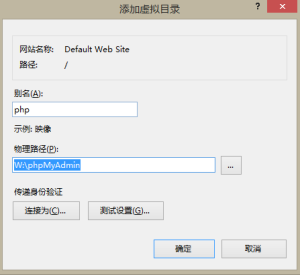 添加虚拟目录
? ×
网站名称: Default Web Site
路径: /
别名(A):
php
示例: 映像
物理路径(P):
W:\phpMyAdmin
...
传递身份验证
连接为(C)... 测试设置(G)...
确定 取消